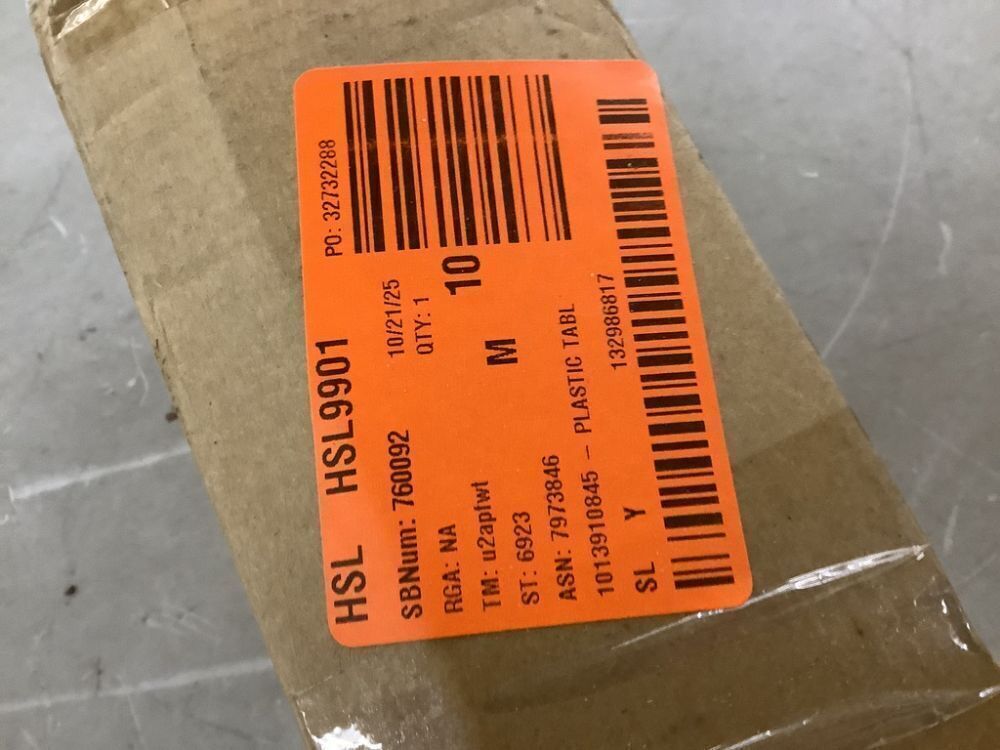 HSL HSL9901
SBNum: 760092 10/21/25 PO: 32732288
RGA: NA QTY: 1
TM: u2apfwt 10
ST: 6923 M
ASN: 7973846
1013910845 - PLASTIC TABL
SL Y 132986817